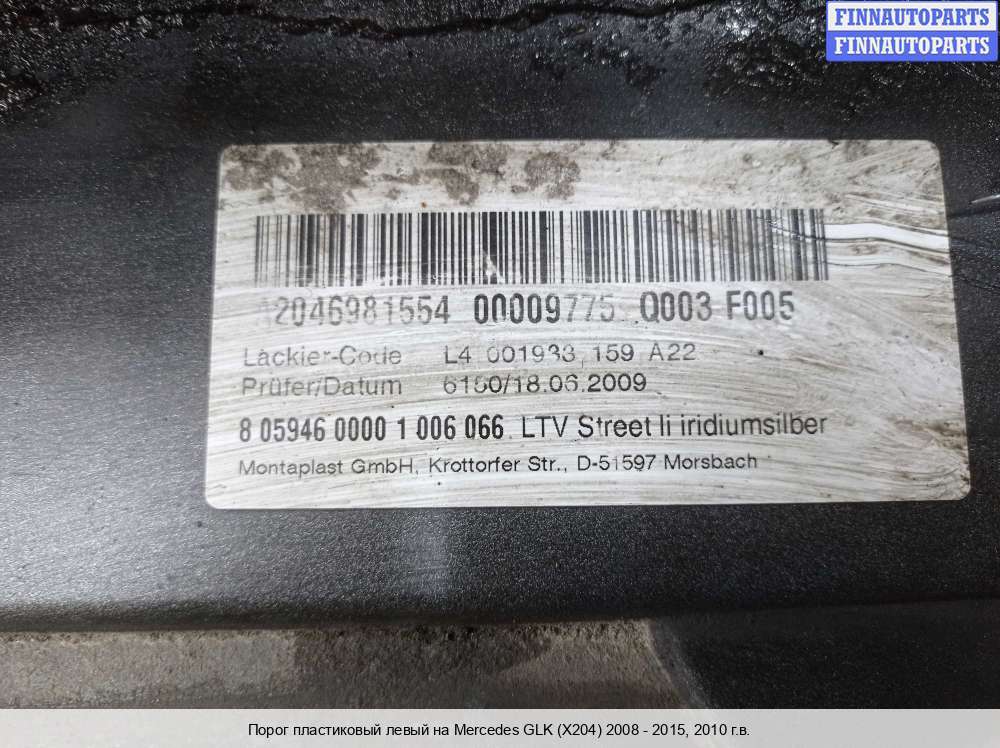 FINNAUTOPARTS
FINNAUTOPARTS
A2046981554 00009775 Q003 F005
Lackier-Code L4 001933 159 A22
Prüfer/Datum 6160/18.06.2009
8 05946 0000 1 006 066 LTV Street li iridiumsilber
Montaplast GmbH, Krottorfer Str., D-51597 Morsbach
Порог пластиковый левый на Mercedes GLK (X204) 2008 - 2015, 2010 г.в.